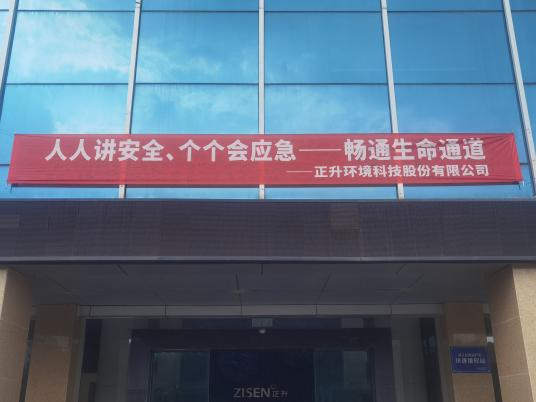 人人讲安全、个个会应急——畅通生命通道
——正升环境科技股份有限公司
ZISEN正升